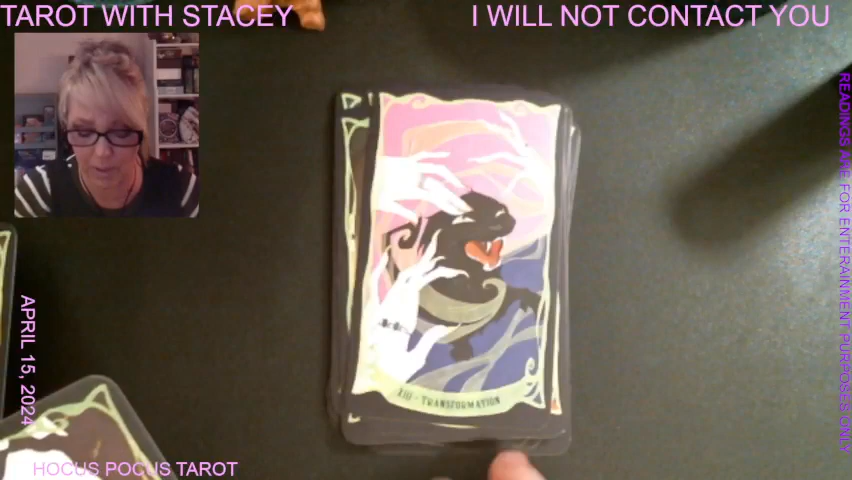 TAROT WITH STACEY
I WILL NOT CONTACT YOU
READINGS ARE FOR ENTERAINMENT PURPOSES ONLY
APRIL 15, 2024
XIII - TRANSFORMATION
HOCUS POCUS TAROT